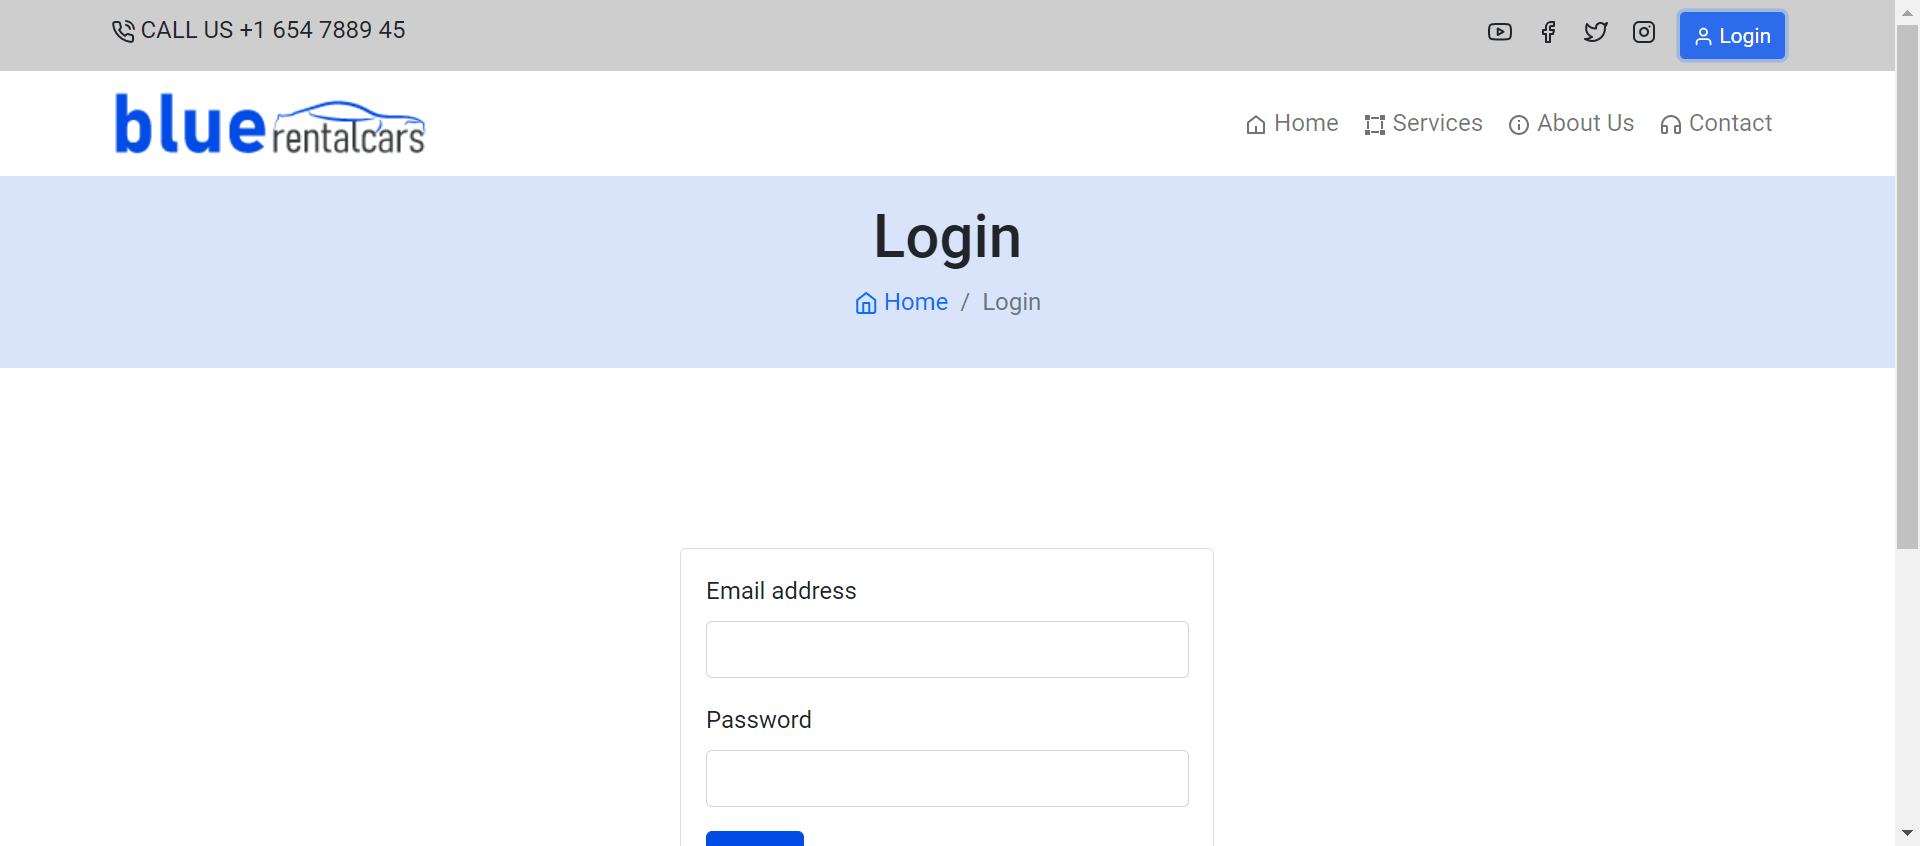 CALL US +1 654 7889 45
Login
blue rentalcars
Home Services About Us Contact
Login
Home / Login
Email address
Password